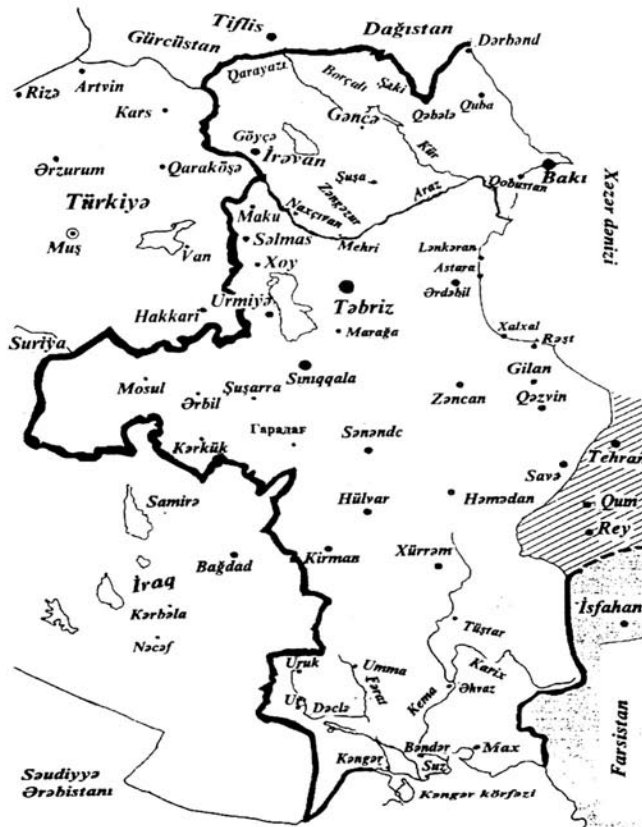 Tiflis
Dağıstan
Gürcüstan
Dərbənd
Qarayazı
Borçalı
Şəki
Artvin
Rizə
Kars
Qəbələ
Quba
Gəncə
Göyçə
Kür
İrəvan
Ərzurum
Qaraköşə
Şuşa
Zəngəzur
Araz
Qobustan
Bakı
Xəzər dənizi
Türkiyə
Naxçıvan
Maku
Muş
Səlmas
Mehri
Van
Xoy
Lənkəran
Astara
Ərdəbil
Təbriz
Urmiyə
Hakkari
Marağa
Xalxal
Rəşt
Suriya
Sınıqqala
Gilan
Mosul
Ərbil
Şuşarra
Zəncan
Qəzvin
Гарадағ
Kərkük
Sənəndc
Tehran
Savə
Samirə
Hülvar
Həmədan
Qum
Rey
Bağdad
Kirman
Xürrəm
İraq
İsfahan
Kərbəla
Nəcəf
Tüştər
Uruk
Umma
Fərat
Karix
Kema
Əhvaz
Farsistan
U
Dəclə
Bəndər
Max
Kəngər
Suz
Səudiyyə
Ərəbistanı
Kəngər körfəzi